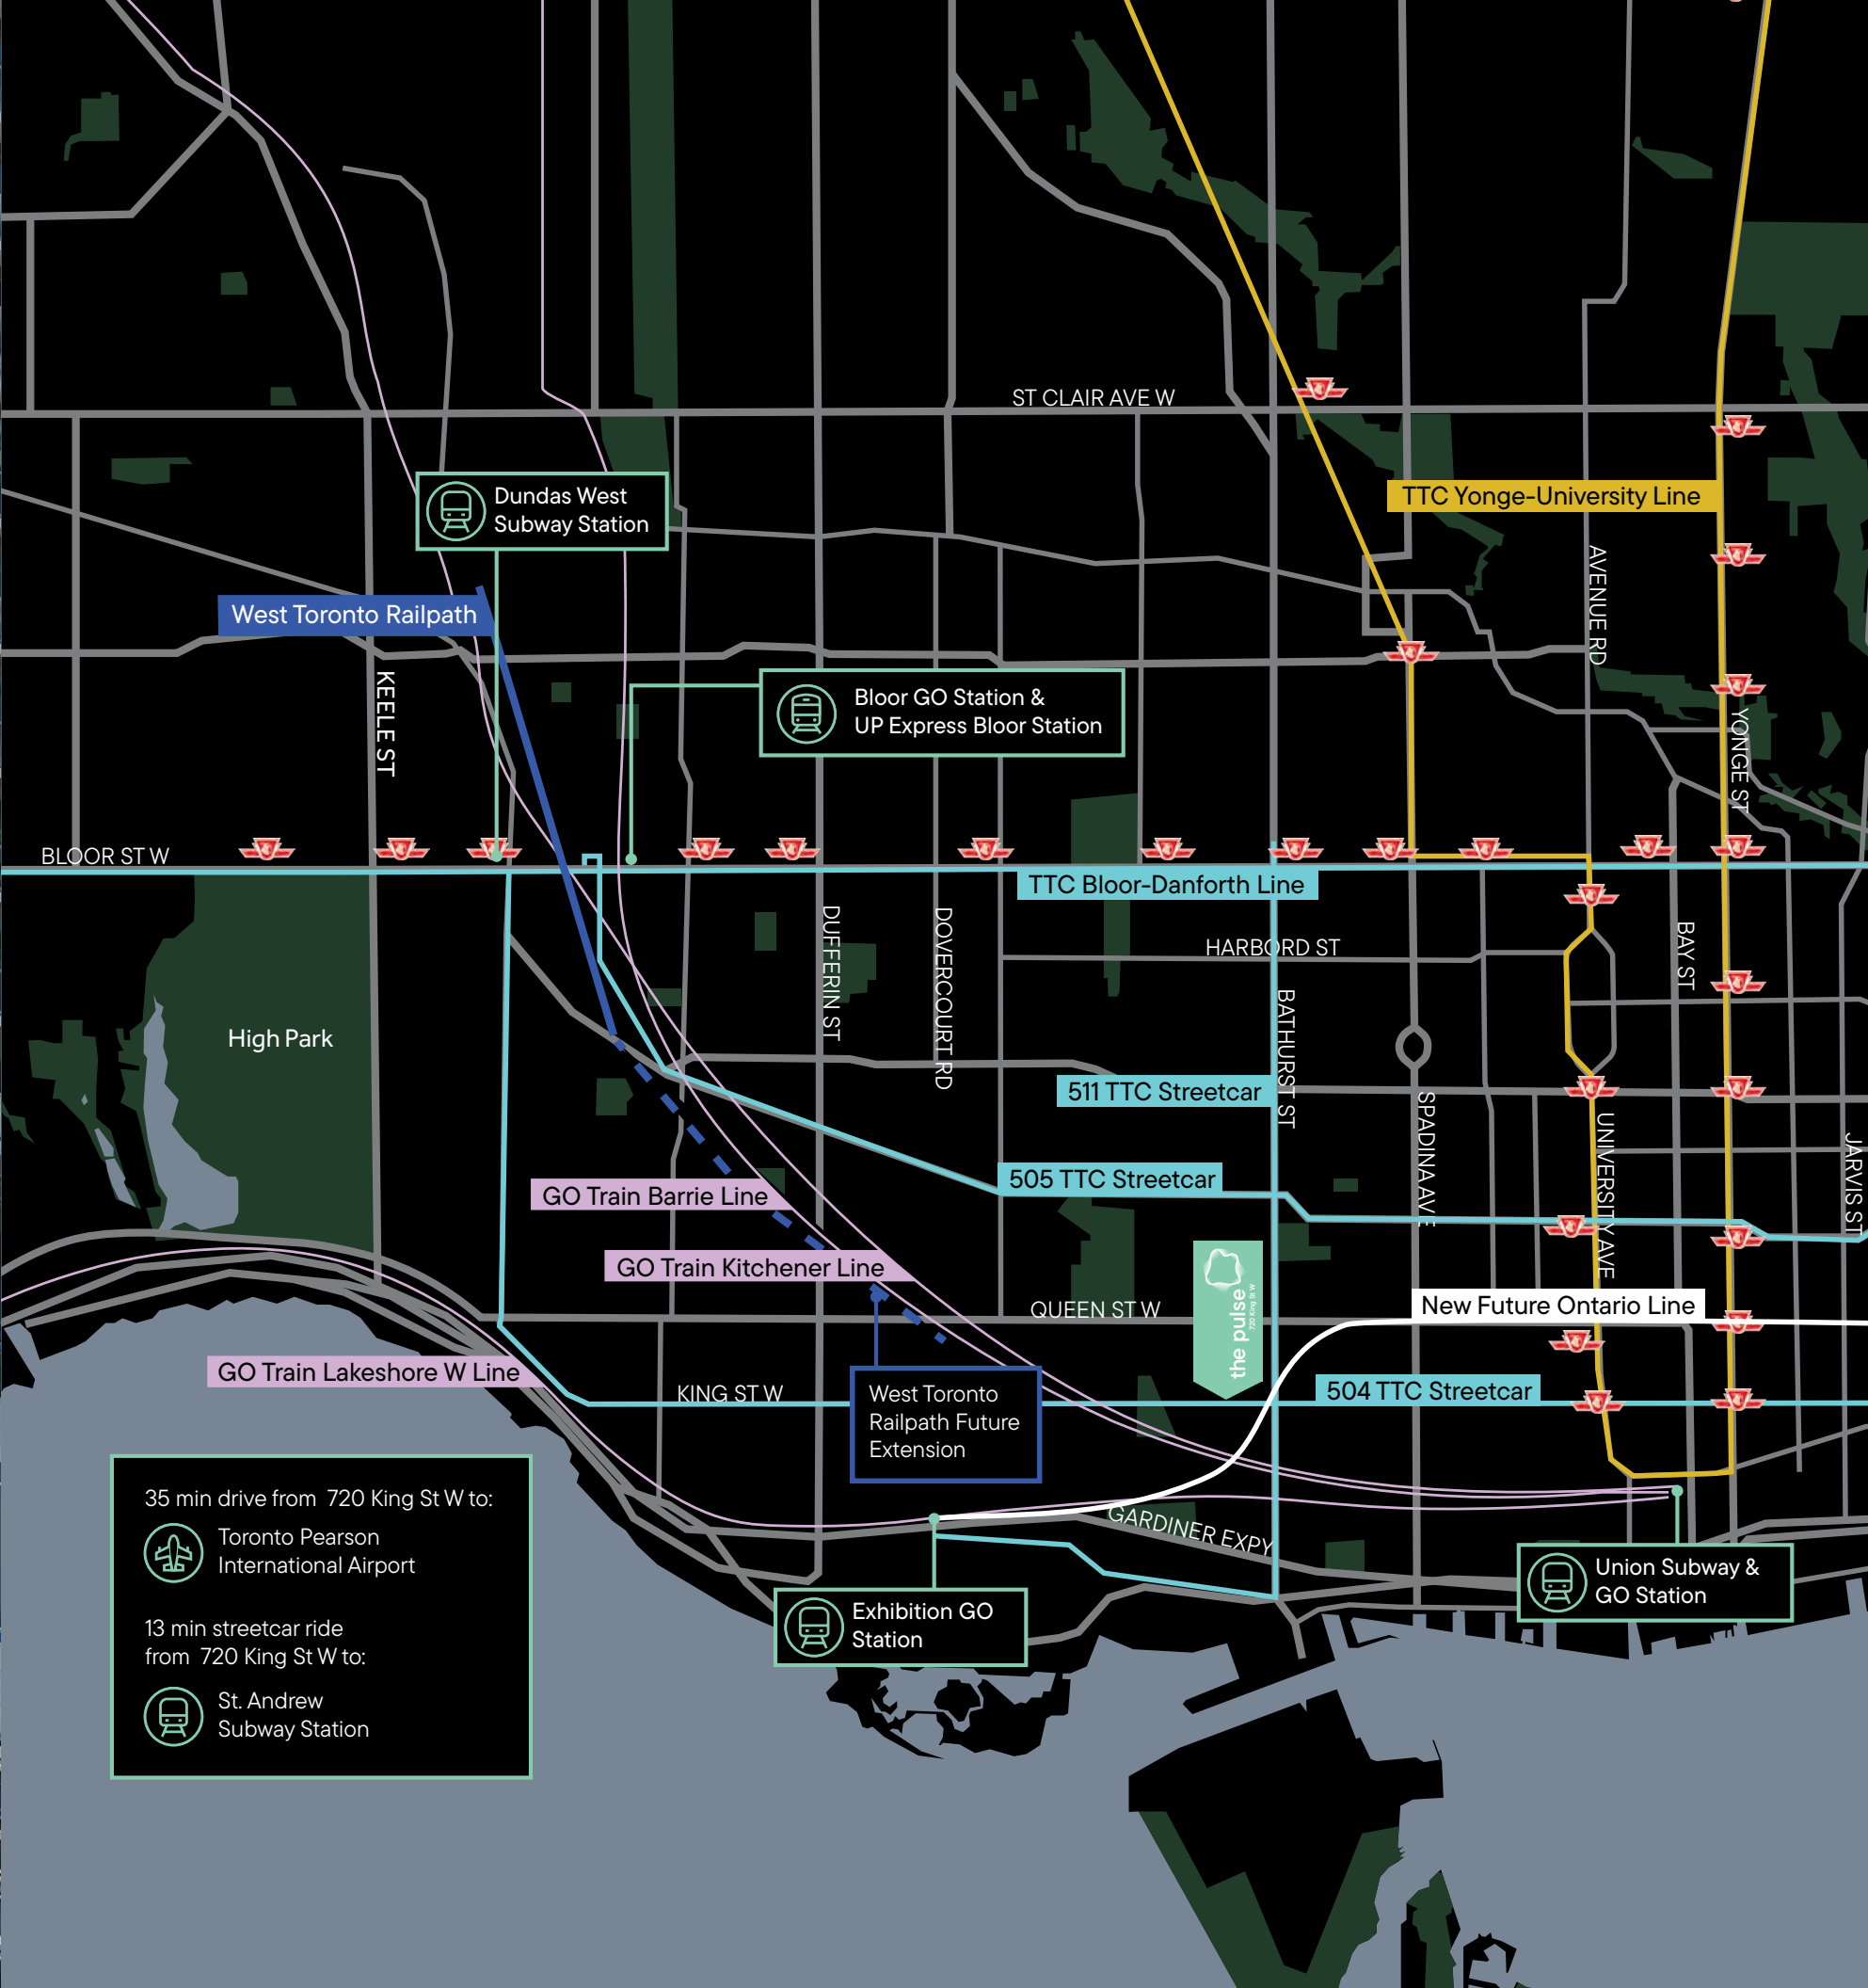 ST CLAIR AVE W
Dundas West
Subway Station
TTC Yonge-University Line
AVENUE RD
West Toronto Railpath
KEELE ST
Bloor GO Station &
UP Express Bloor Station
YONGE ST
BLOOR ST W
TTC Bloor-Danforth Line
DUFFERIN ST
DOVERCOURT RD
HARBORD ST
BAY ST
High Park
BATHURST ST
511 TTC Streetcar
SPADINA AVE
UNIVERSITY AVE
JARVIS ST
505 TTC Streetcar
GO Train Barrie Line
GO Train Kitchener Line
the pulse
720 King St W
QUEEN ST W
New Future Ontario Line
GO Train Lakeshore W Line
KING ST W
504 TTC Streetcar
West Toronto
Railpath Future
Extension
GARDINER EXPY
35 min drive from 720 King St W to:
Toronto Pearson
International Airport
13 min streetcar ride
from 720 King St W to:
St. Andrew
Subway Station
Exhibition GO
Station
Union Subway &
GO Station